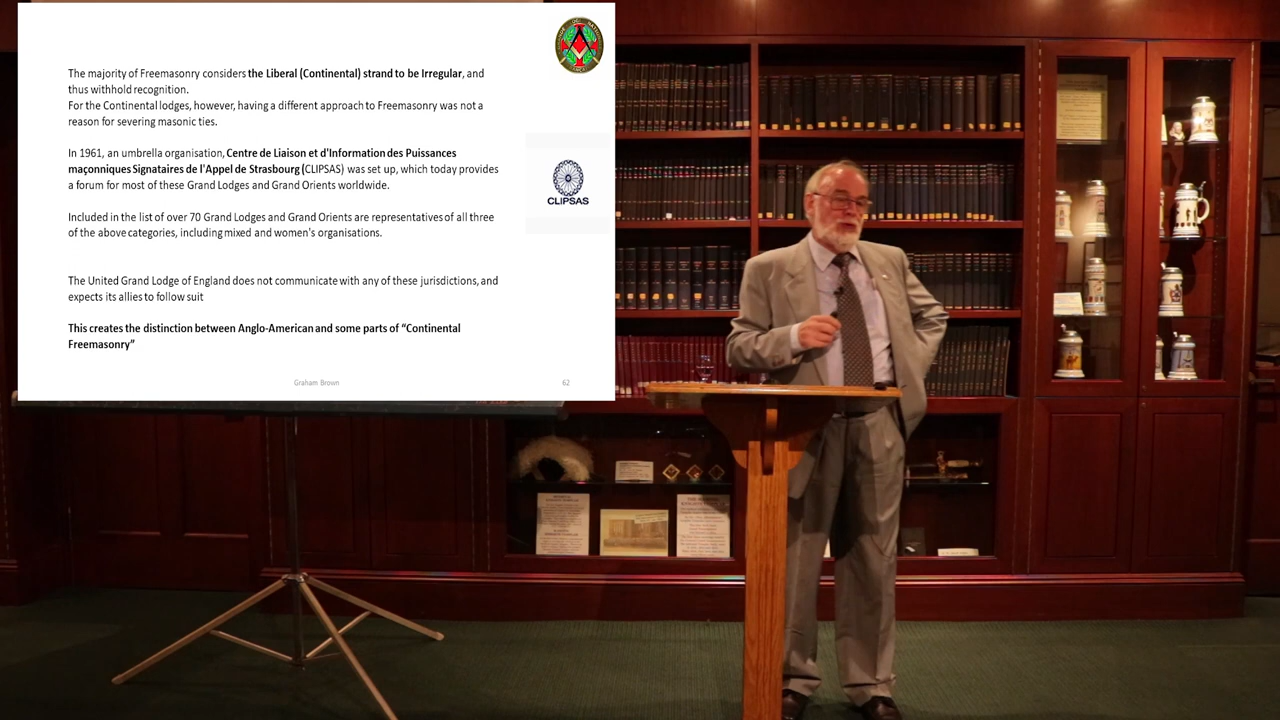 The majority of Freemasonry considers the Liberal (Continental) strand to be Irregular, and
thus withhold recognition.
For the Continental lodges, however, having a different approach to Freemasonry was not a
reason for severing masonic ties.
In 1961, an umbrella organisation, Centre de Liaison et d'Information des Puissances
maçonniques Signataires de l'Appel de Strasbourg (CLIPSAS) was set up, which today provides
a forum for most of these Grand Lodges and Grand Orients worldwide.
CLIPSAS
Included in the list of over 70 Grand Lodges and Grand Orients are representatives of all three
of the above categories, including mixed and women's organisations.
The United Grand Lodge of England does not communicate with any of these jurisdictions, and
expects its allies to follow suit
This creates the distinction between Anglo-American and some parts of “Continental
Freemasonry”
Graham Brown
62